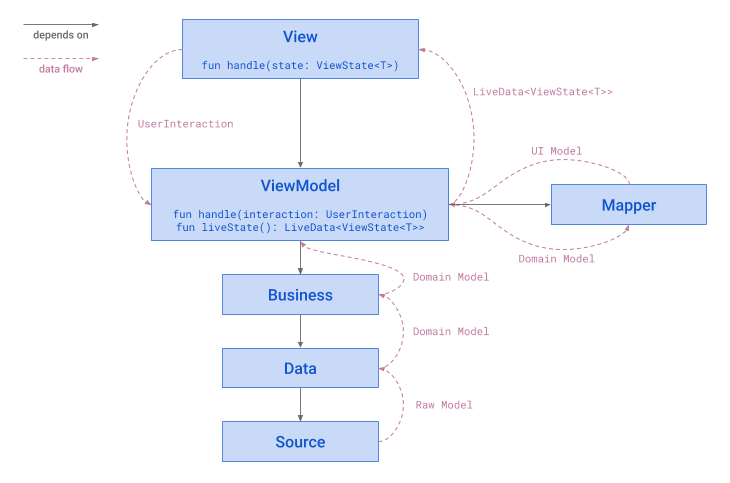 depends on
data flow
View
fun handle(state: ViewState<T>)
LiveData<ViewState<T>>
UserInteraction
UI Model
ViewModel
fun handle(interaction: UserInteraction)
fun liveState(): LiveData<ViewState<T>>
Mapper
Domain Model
Domain Model
Business
Domain Model
Data
Raw Model
Source